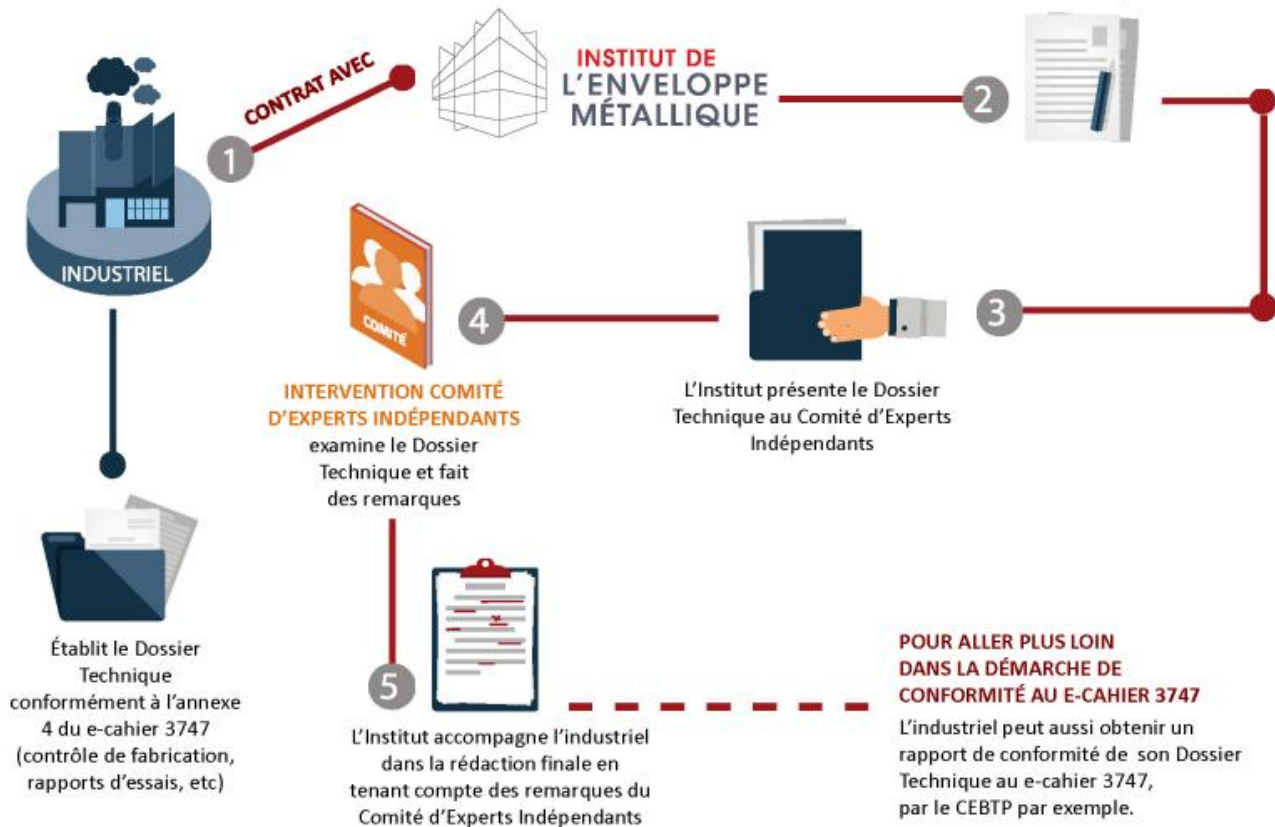 1
CONTRAT AVEC
INSTITUT DE
L'ENVELOPPE
MÉTALLIQUE
2
INDUSTRIEL
Établit le Dossier
Technique
conformément à l'annexe
4 du e-cahier 3747
(contrôle de fabrication,
rapports d'essais, etc)
3
L'Institut présente le Dossier
Technique au Comité d'Experts
Indépendants
4
COMITÉ
INTERVENTION COMITÉ
D'EXPERTS INDÉPENDANTS
examine le Dossier
Technique et fait
des remarques
5
L'Institut accompagne l'industriel
dans la rédaction finale en
tenant compte des remarques du
Comité d'Experts Indépendants
POUR ALLER PLUS LOIN
DANS LA DÉMARCHE DE
CONFORMITÉ AU E-CAHIER 3747
L'industriel peut aussi obtenir un
rapport de conformité de son Dossier
Technique au e-cahier 3747,
par le CEBTP par exemple.